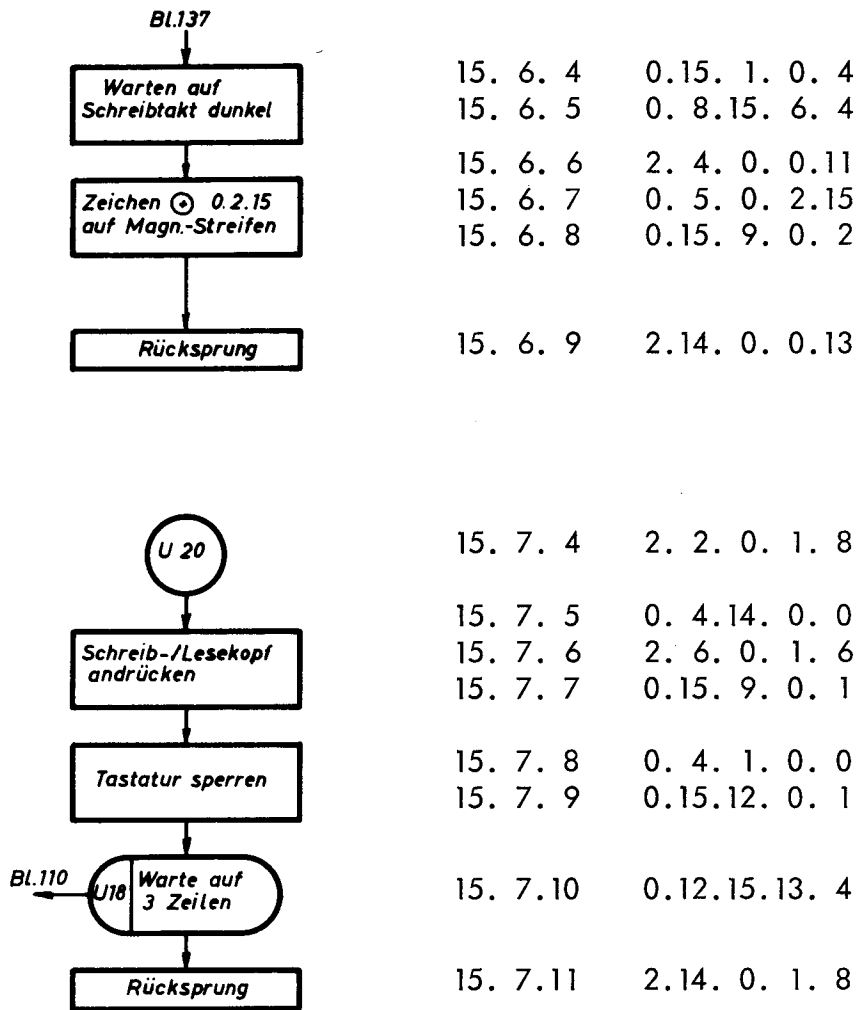 Bl.137
Warten auf
Schreibtakt dunkel
15. 6. 4 0.15. 1. 0. 4
15. 6. 5 0. 8.15. 6. 4
Zeichen ⊕ 0.2.15
auf Magn.-Streifen
15. 6. 6 2. 4. 0. 0.11
15. 6. 7 0. 5. 0. 2.15
15. 6. 8 0.15. 9. 0. 2
Rücksprung
15. 6. 9 2.14. 0. 0.13
U 20
15. 7. 4 2. 2. 0. 1. 8
Schreib-/Lesekopf
andrücken
15. 7. 5 0. 4.14. 0. 0
15. 7. 6 2. 6. 0. 1. 6
15. 7. 7 0.15. 9. 0. 1
Tastatur sperren
15. 7. 8 0. 4. 1. 0. 0
15. 7. 9 0.15.12. 0. 1
Bl.110
U18
Warte auf
3 Zeilen
15. 7.10 0.12.15.13. 4
Rücksprung
15. 7.11 2.14. 0. 1. 8